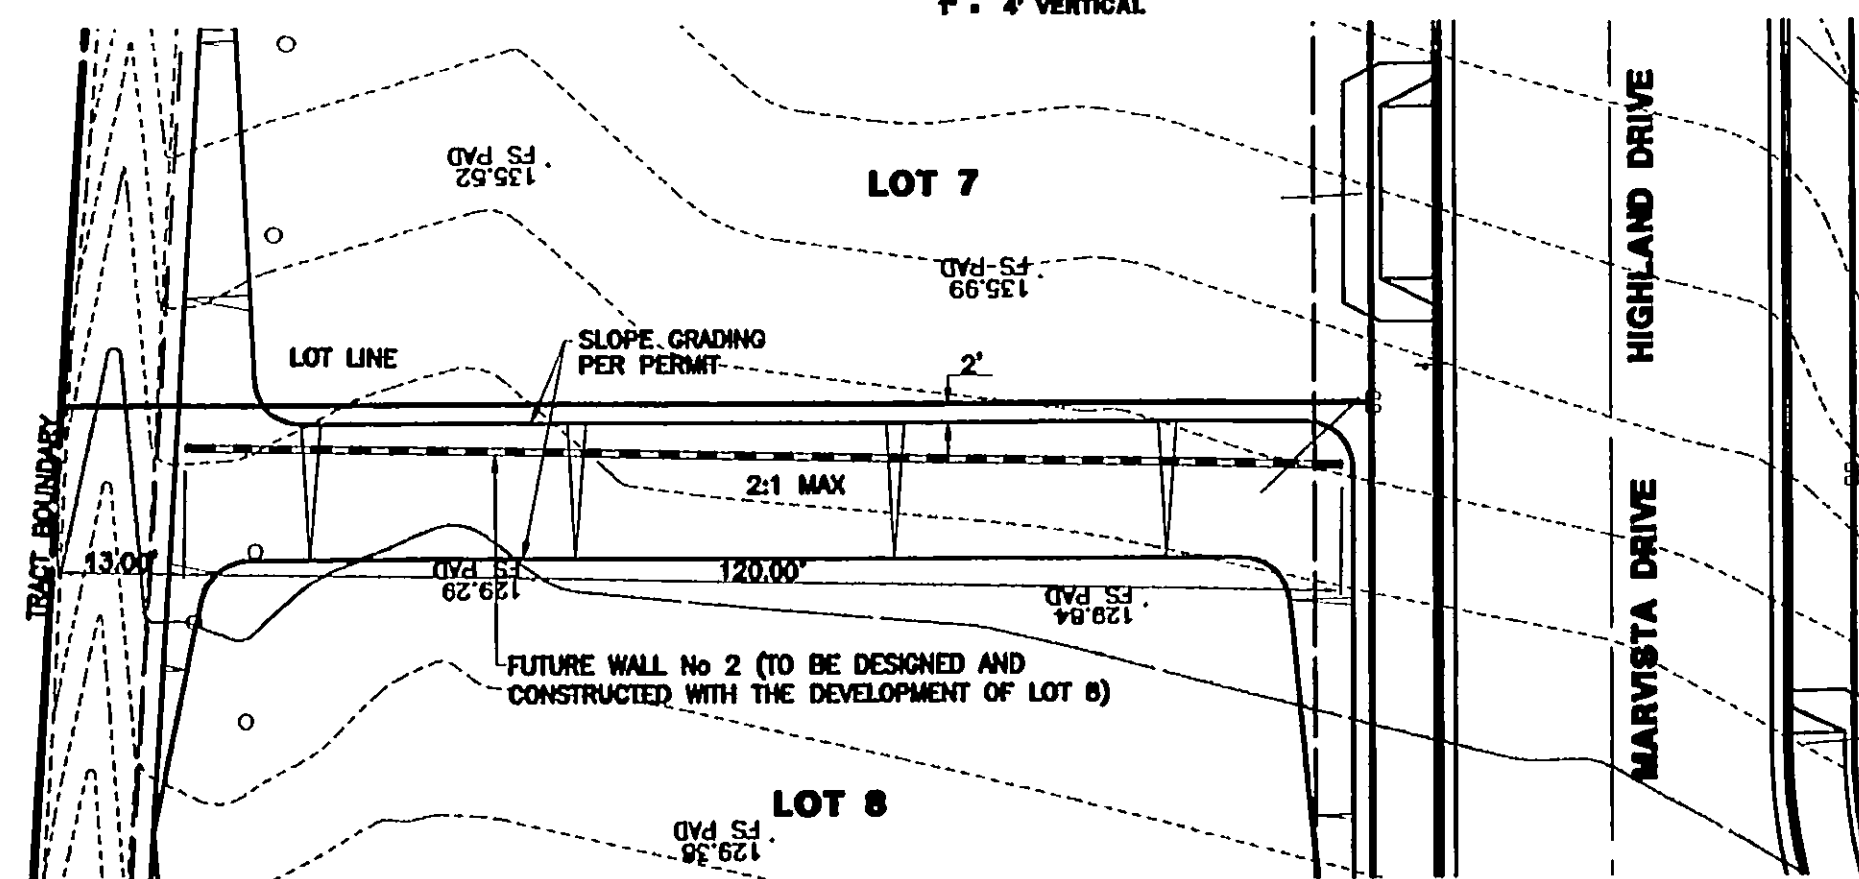 1" = 4' VERTICAL
135.52
FS PAD
LOT 7
135.99
FS-PAD
HIGHLAND DRIVE
SLOPE GRADING
PER PERMIT
LOT LINE
2'
TRACT BOUNDARY
2:1 MAX
13.00'
129.29
FS PAD
120.00'
129.84
FS PAD
MARVISTA DRIVE
FUTURE WALL No 2 (TO BE DESIGNED AND
CONSTRUCTED WITH THE DEVELOPMENT OF LOT 8)
LOT 8
129.38
FS PAD